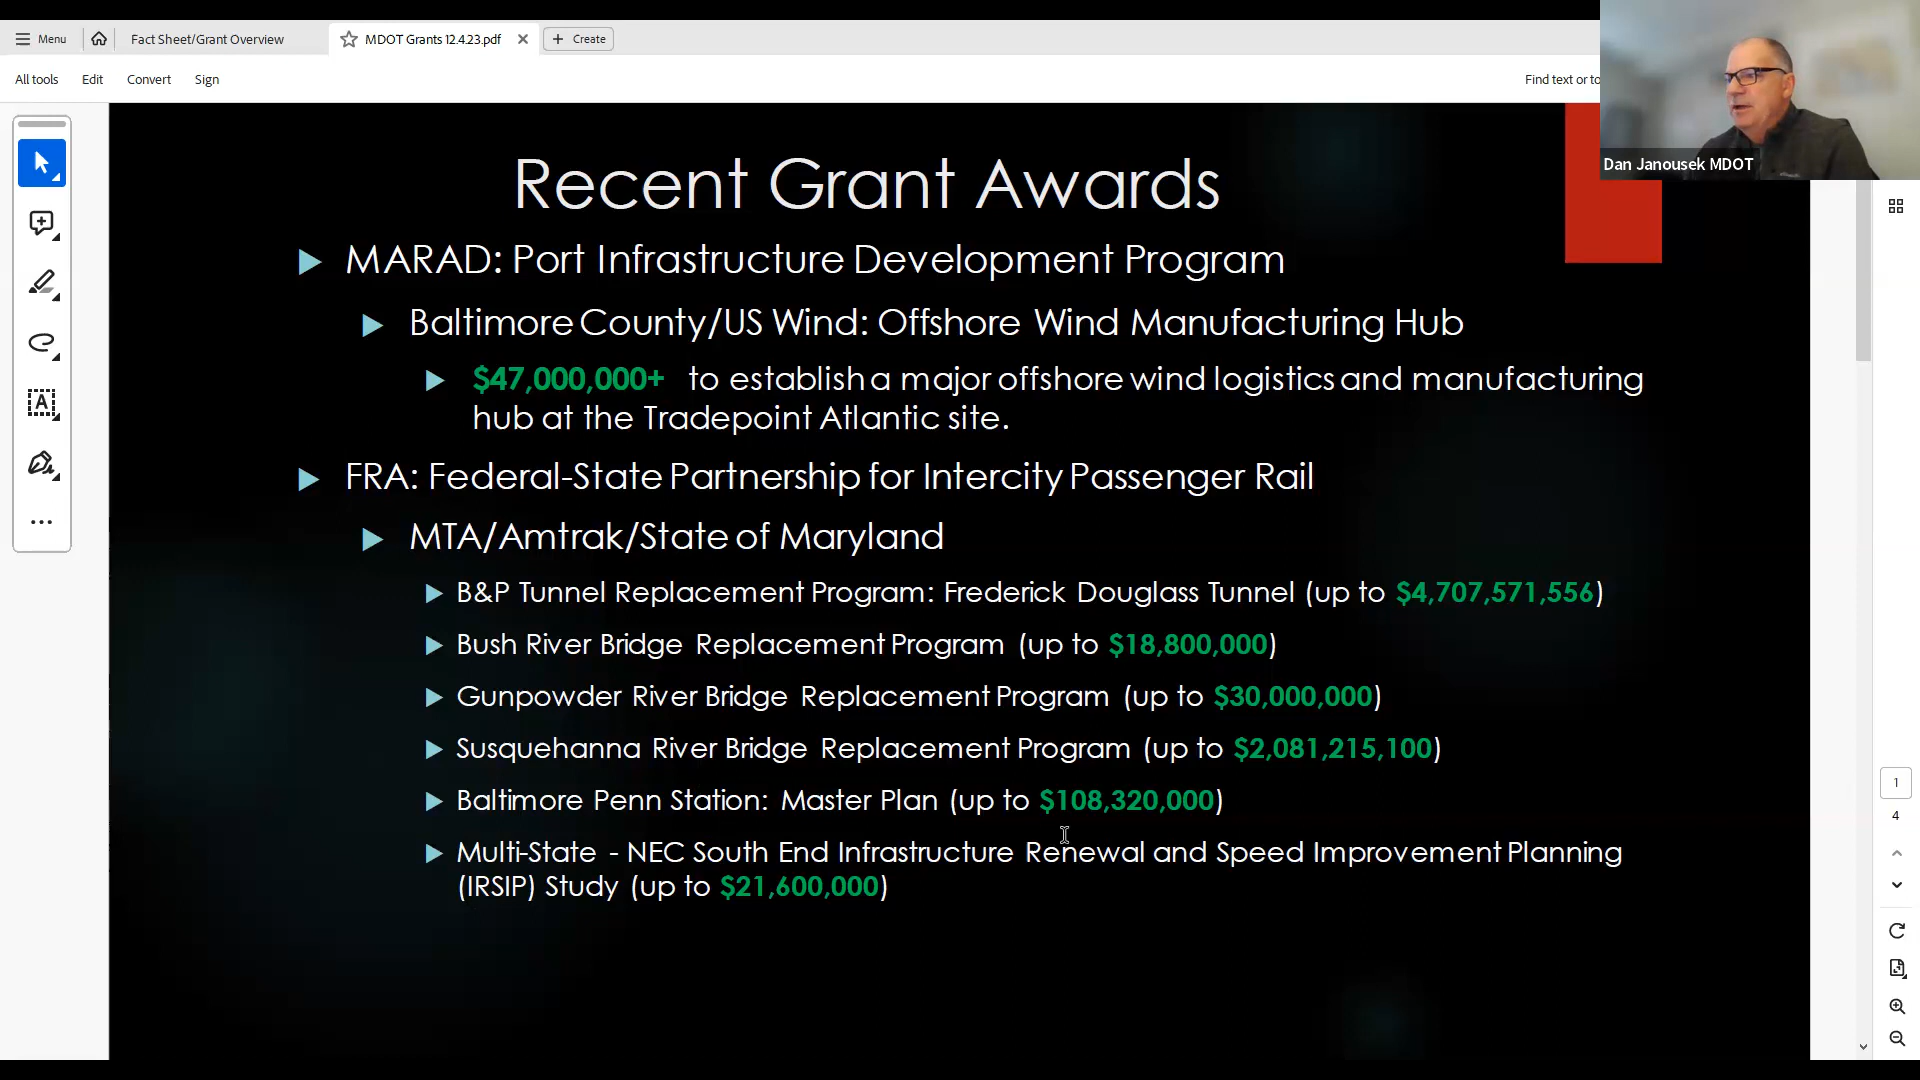 Menu
Fact Sheet/Grant Overview
MDOT Grants 12.4.23.pdf
Create
All tools
Edit
Convert
Sign
Find text or to
Dan Janousek MDOT
Recent Grant Awards
MARAD: Port Infrastructure Development Program
Baltimore County/US Wind: Offshore Wind Manufacturing Hub
$47,000,000+ to establish a major offshore wind logistics and manufacturing
hub at the Tradepoint Atlantic site.
FRA: Federal-State Partnership for Intercity Passenger Rail
MTA/Amtrak/State of Maryland
B&P Tunnel Replacement Program: Frederick Douglass Tunnel (up to $4,707,571,556)
Bush River Bridge Replacement Program (up to $18,800,000)
Gunpowder River Bridge Replacement Program (up to $30,000,000)
Susquehanna River Bridge Replacement Program (up to $2,081,215,100)
Baltimore Penn Station: Master Plan (up to $108,320,000)
Multi-State - NEC South End Infrastructure Renewal and Speed Improvement Planning
(IRSIP) Study (up to $21,600,000)
1
4